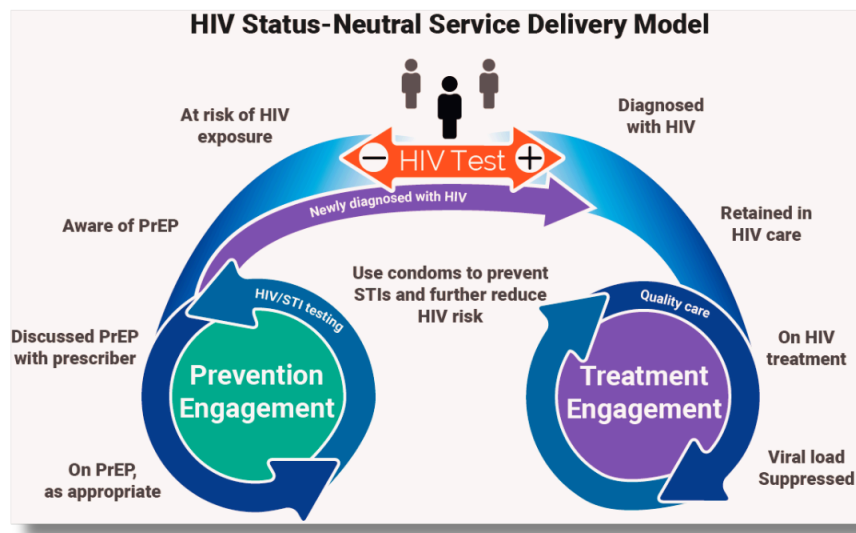 HIV Status-Neutral Service Delivery Model
At risk of HIV
exposure
Diagnosed
with HIV
− HIV Test +
Newly diagnosed with HIV
Aware of PrEP
Retained in
HIV care
Use condoms to prevent
STIs and further reduce
HIV risk
HIV/STI testing
Quality care
Discussed PrEP
with prescriber
On HIV
treatment
Prevention
Engagement
Treatment
Engagement
On PrEP,
as appropriate
Viral load
Suppressed